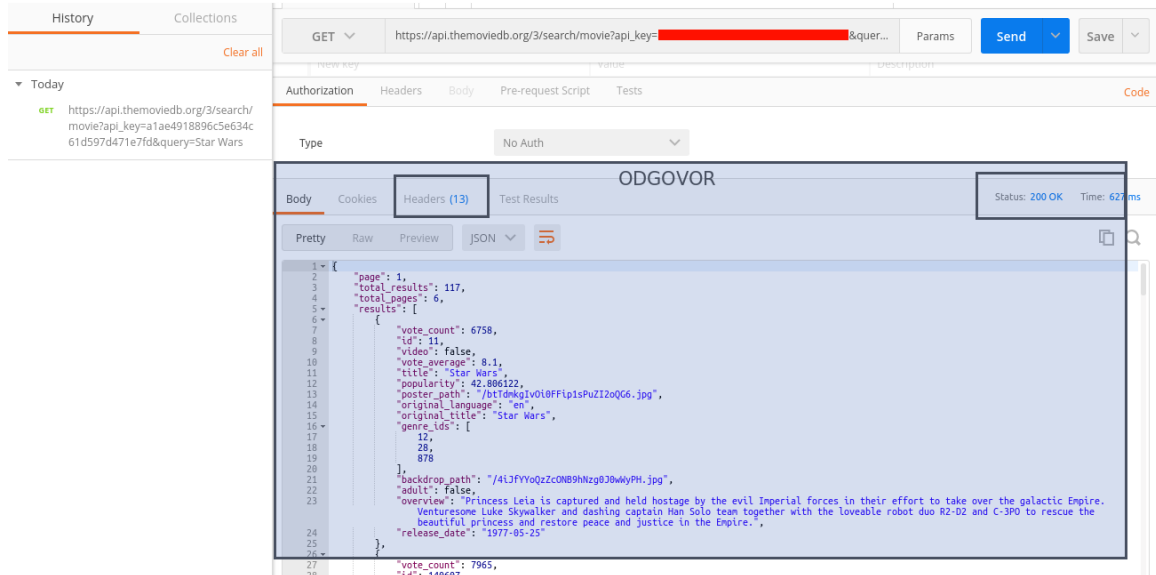 History Collections
Clear all
Today
GET https://api.themoviedb.org/3/search/
movie?api_key=a1ae4918896c5e634c
61d597d471e7fd&query=Star Wars
GET https://api.themoviedb.org/3/search/movie?api_key= &quer... Params Send Save
New key Value Description
Authorization Headers Body Pre-request Script Tests Code
Type No Auth
ODGOVOR
Body Cookies Headers (13) Test Results Status: 200 OK Time: 627 ms
Pretty Raw Preview JSON
1 {
2 "page": 1,
3 "total_results": 117,
4 "total_pages": 6,
5 "results": [
6 {
7 "vote_count": 6758,
8 "id": 11,
9 "video": false,
10 "vote_average": 8.1,
11 "title": "Star Wars",
12 "popularity": 42.806122,
13 "poster_path": "/btTdmkgIvOi0FFip1sPuZI2oQG6.jpg",
14 "original_language": "en",
15 "original_title": "Star Wars",
16 "genre_ids": [
17 12,
18 28,
19 878
20 ],
21 "backdrop_path": "/4iJfYYoQzZcONB9hNzg0J0wWyPH.jpg",
22 "adult": false,
23 "overview": "Princess Leia is captured and held hostage by the evil Imperial forces in their effort to take over the galactic Empire.
Venturesome Luke Skywalker and dashing captain Han Solo team together with the loveable robot duo R2-D2 and C-3PO to rescue the
beautiful princess and restore peace and justice in the Empire.",
24 "release_date": "1977-05-25"
25 },
26 {
27 "vote_count": 7965,
28 "id":